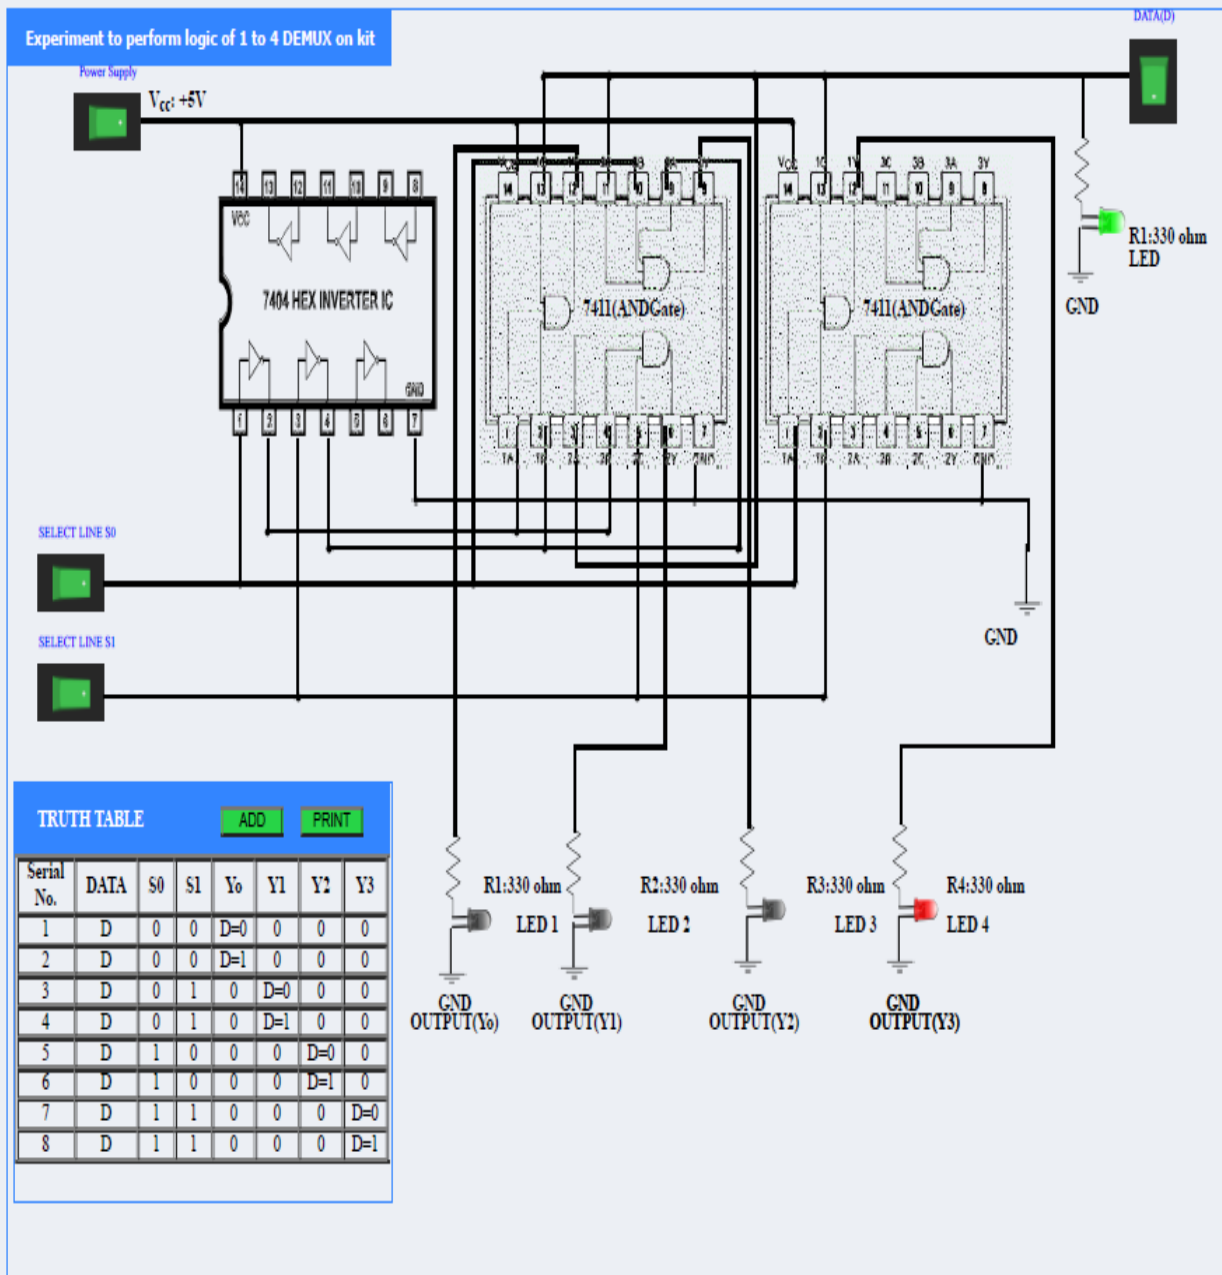 DATA(D)
Experiment to perform logic of 1 to 4 DEMUX on kit
Power Supply
VCC: +5V
14 13 12 11 10 9 8
VCC
7404 HEX INVERTER IC
GND
1 2 3 4 5 6 7
14 13 12 11 10 9 8
7411(ANDGate)
1 2 3 4 5 6 7
1A 1B 2A 2B 2C 2Y GND
VCC 1C 1Y 3C 3B 3A 3Y
14 13 12 11 10 9 8
7411(ANDGate)
1 2 3 4 5 6 7
1A 1B 2A 2B 2C 2Y GND
R1:330 ohm
LED
GND
SELECT LINE S0
GND
SELECT LINE S1
TRUTH TABLE ADD PRINT
Serial No. DATA S0 S1 Yo Y1 Y2 Y3
1 D 0 0 D=0 0 0 0
2 D 0 0 D=1 0 0 0
3 D 0 1 0 D=0 0 0
4 D 0 1 0 D=1 0 0
5 D 1 0 0 0 D=0 0
6 D 1 0 0 0 D=1 0
7 D 1 1 0 0 0 D=0
8 D 1 1 0 0 0 D=1
R1:330 ohm R2:330 ohm R3:330 ohm R4:330 ohm
LED 1 LED 2 LED 3 LED 4
GND GND GND GND
OUTPUT(Yo) OUTPUT(Y1) OUTPUT(Y2) OUTPUT(Y3)